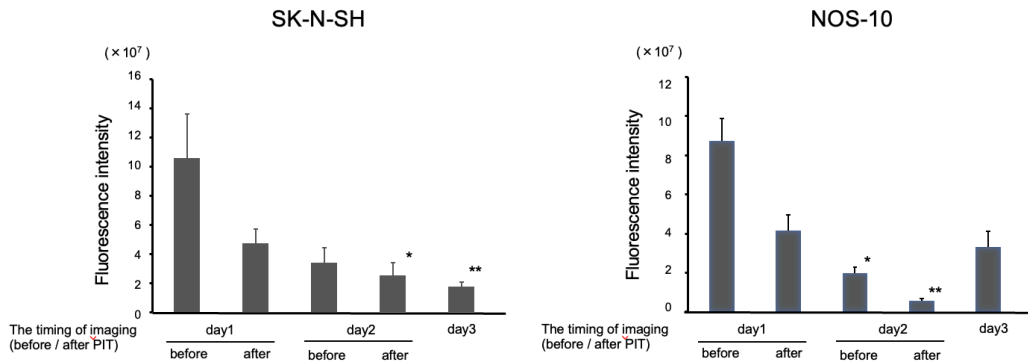 SK-N-SH
(×10⁷)
Fluorescence intensity
16
14
12
10
8
6
4
2
0
*
**
The timing of imaging
(before / after PIT)
day1
day2
day3
before
after
before
after
NOS-10
(×10⁷)
Fluorescence intensity
12
10
8
6
4
2
0
*
**
The timing of imaging
(before / after PIT)
day1
day2
day3
before
after
before
after